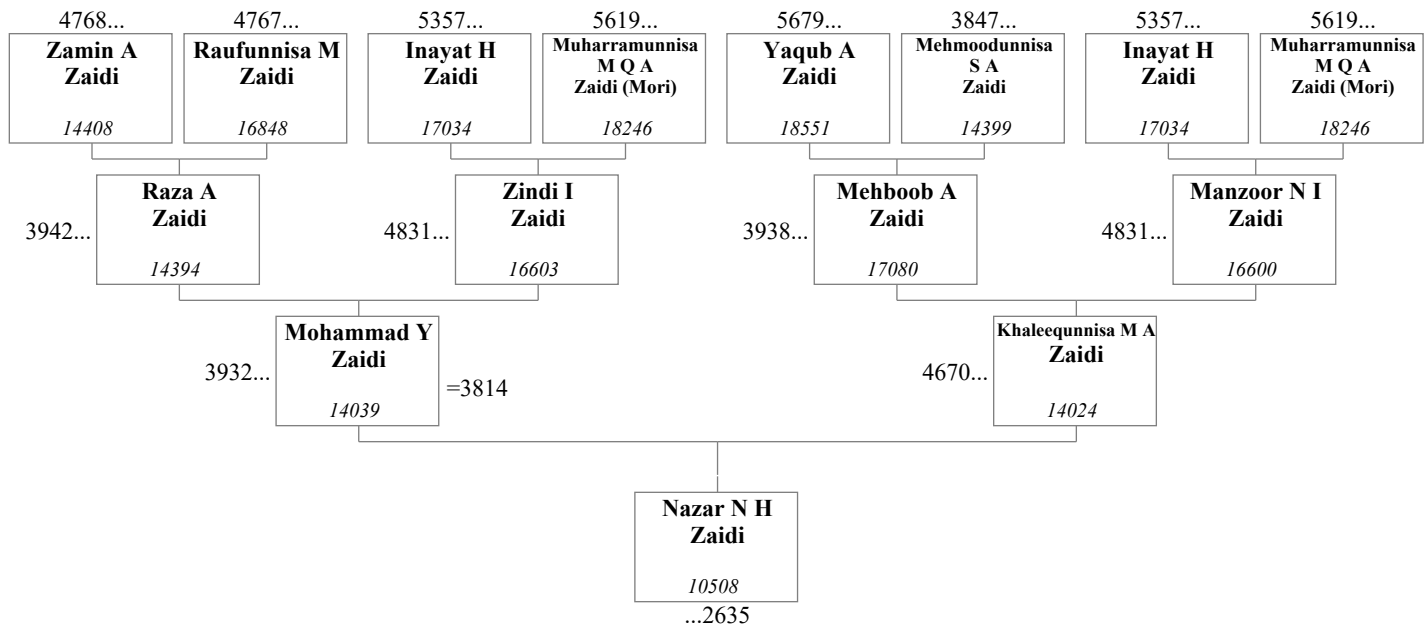 4768... 4767... 5357... 5619... 5679... 3847... 5357... 5619...
Zamin A
Zaidi
14408
Raufunnisa M
Zaidi
16848
Inayat H
Zaidi
17034
Muharramunnisa
M Q A
Zaidi (Mori)
18246
Yaqub A
Zaidi
18551
Mehmoodunnisa
S A
Zaidi
14399
Inayat H
Zaidi
17034
Muharramunnisa
M Q A
Zaidi (Mori)
18246
3942...
Raza A
Zaidi
14394
4831...
Zindi I
Zaidi
16603
3938...
Mehboob A
Zaidi
17080
4831...
Manzoor N I
Zaidi
16600
3932...
Mohammad Y
Zaidi
14039
=3814
4670...
Khaleequnnisa M A
Zaidi
14024
Nazar N H
Zaidi
10508
...2635